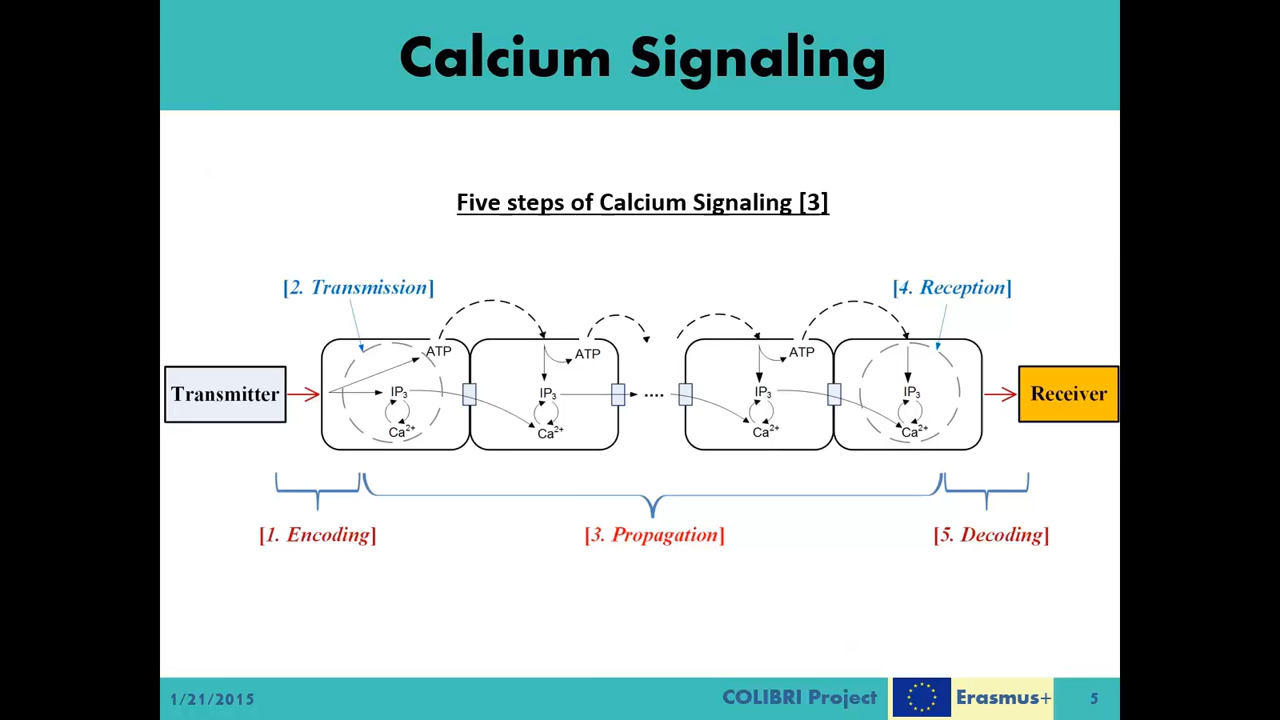 Calcium Signaling
Five steps of Calcium Signaling [3]
[2. Transmission]
[4. Reception]
ATP
ATP
ATP
Transmitter
IP₃
IP₃
....
IP₃
IP₃
Receiver
Ca²⁺
Ca²⁺
Ca²⁺
Ca²⁺
[1. Encoding]
[3. Propagation]
[5. Decoding]
1/21/2015
COLIBRI Project
Erasmus+
5